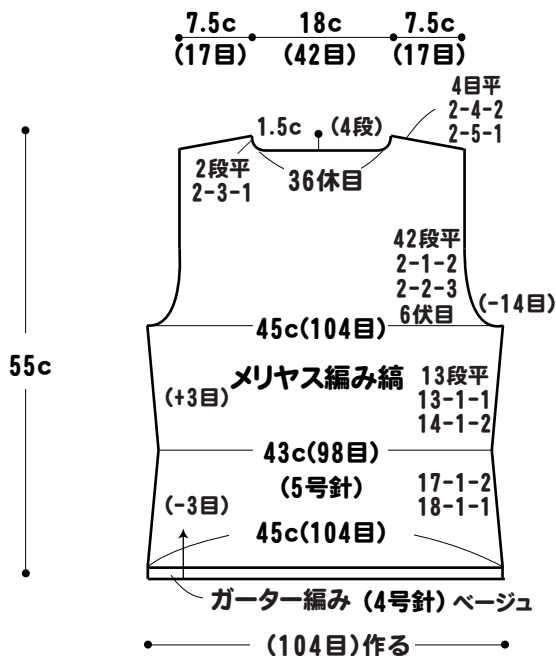 7.5c 18c 7.5c
(17目) (42目) (17目)
4目平
2-4-2
2-5-1
1.5c (4段)
2段平
2-3-1
36休目
42段平
2-1-2
2-2-3
6伏目
(-14目)
45c(104目)
55c
メリヤス編み縞
(+3目)
13段平
13-1-1
14-1-2
43c(98目)
(5号針)
17-1-2
18-1-1
(-3目)
45c(104目)
ガーター編み (4号針) ベージュ
(104目)作る